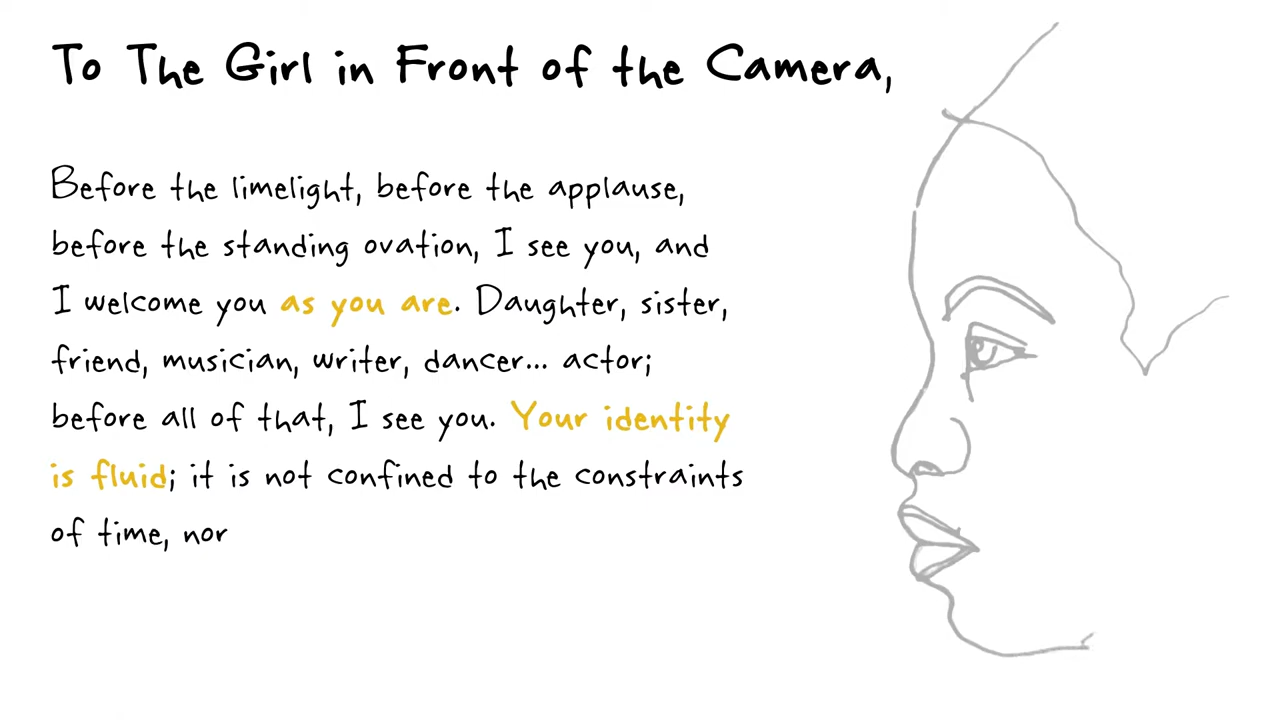 To The Girl in Front of the Camera,
Before the limelight, before the applause,
before the standing ovation, I see you, and
I welcome you as you are. Daughter, sister,
friend, musician, writer, dancer... actor;
before all of that, I see you. Your identity
is fluid; it is not confined to the constraints
of time, nor